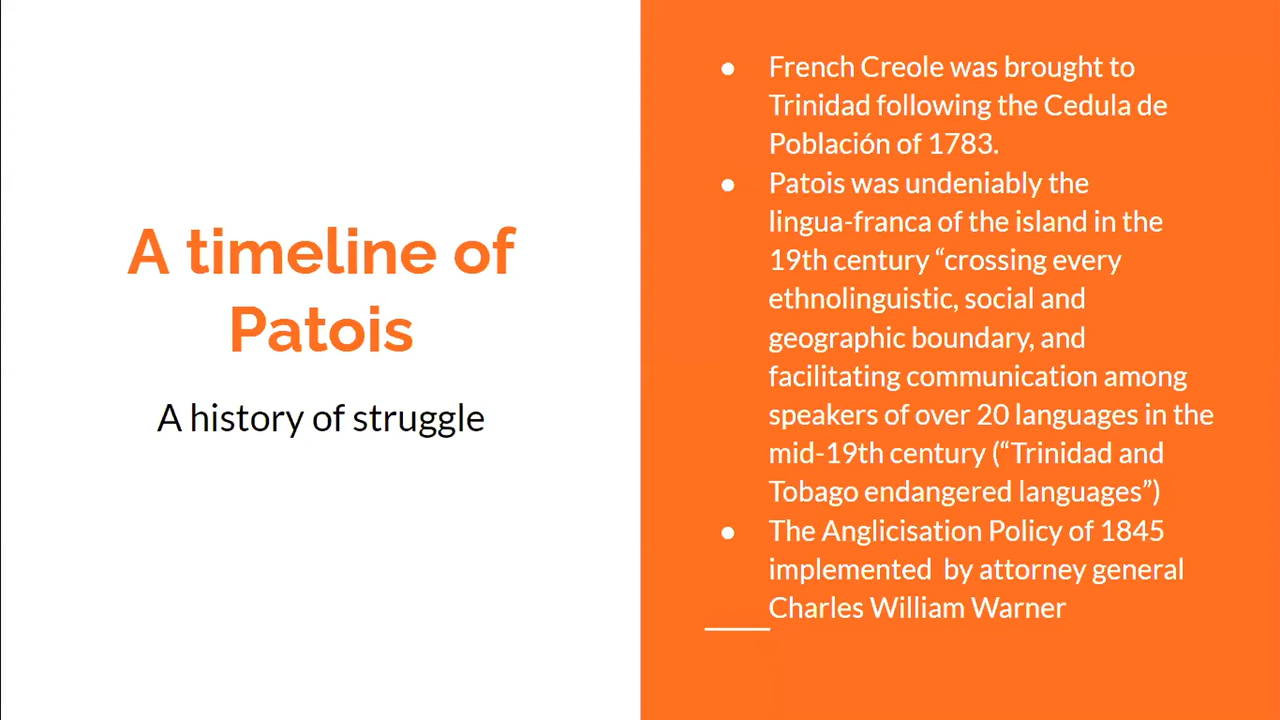 A timeline of
Patois
A history of struggle
● French Creole was brought to
Trinidad following the Cedula de
Población of 1783.
● Patois was undeniably the
lingua-franca of the island in the
19th century “crossing every
ethnolinguistic, social and
geographic boundary, and
facilitating communication among
speakers of over 20 languages in the
mid-19th century (“Trinidad and
Tobago endangered languages”)
● The Anglicisation Policy of 1845
implemented  by attorney general
Charles William Warner